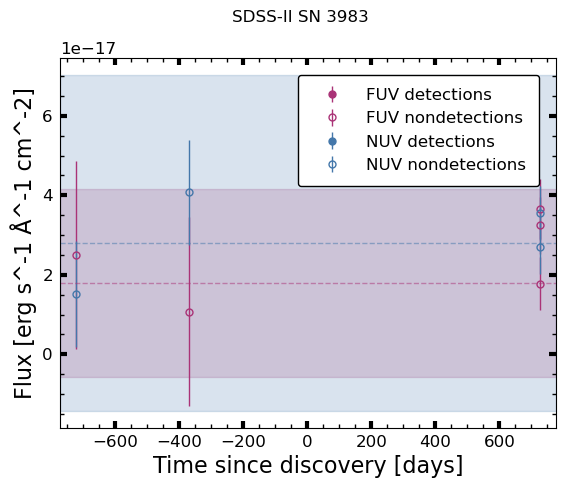 SDSS-II SN 3983
1e−17
FUV detections
FUV nondetections
NUV detections
NUV nondetections
6
4
2
0
Flux [erg s^-1 Å^-1 cm^-2]
−600 −400 −200 0 200 400 600
Time since discovery [days]